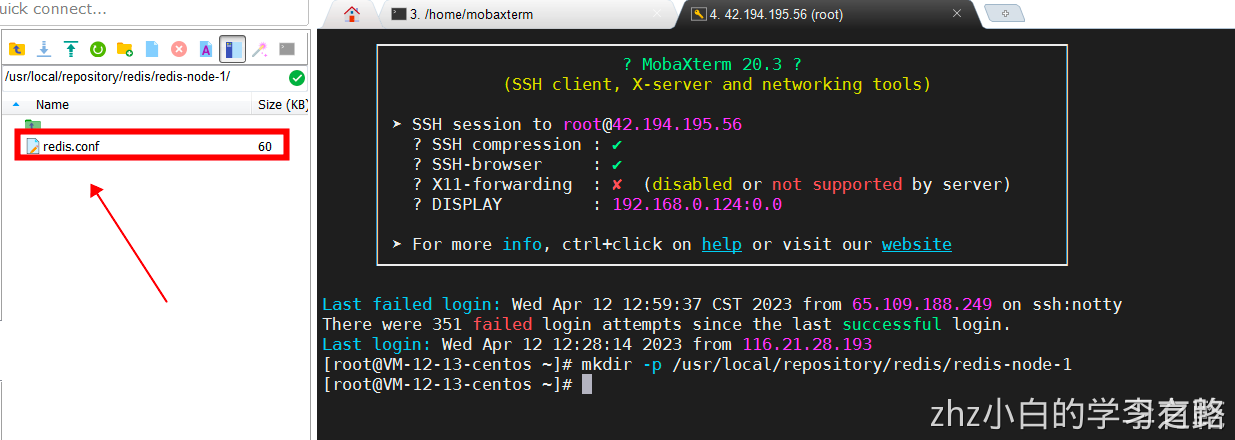 uick connect...
/usr/local/repository/redis/redis-node-1/
Name Size (KB)
redis.conf 60
3. /home/mobaxterm
4. 42.194.195.56 (root)
? MobaXterm 20.3 ?
(SSH client, X-server and networking tools)
➤ SSH session to root@42.194.195.56
? SSH compression : ✔
? SSH-browser : ✔
? X11-forwarding : ✘ (disabled or not supported by server)
? DISPLAY : 192.168.0.124:0.0
➤ For more info, ctrl+click on help or visit our website
Last failed login: Wed Apr 12 12:59:37 CST 2023 from 65.109.188.249 on ssh:notty
There were 351 failed login attempts since the last successful login.
Last login: Wed Apr 12 12:28:14 2023 from 116.21.28.193
[root@VM-12-13-centos ~]# mkdir -p /usr/local/repository/redis/redis-node-1
[root@VM-12-13-centos ~]#
zhz小白的学习之路